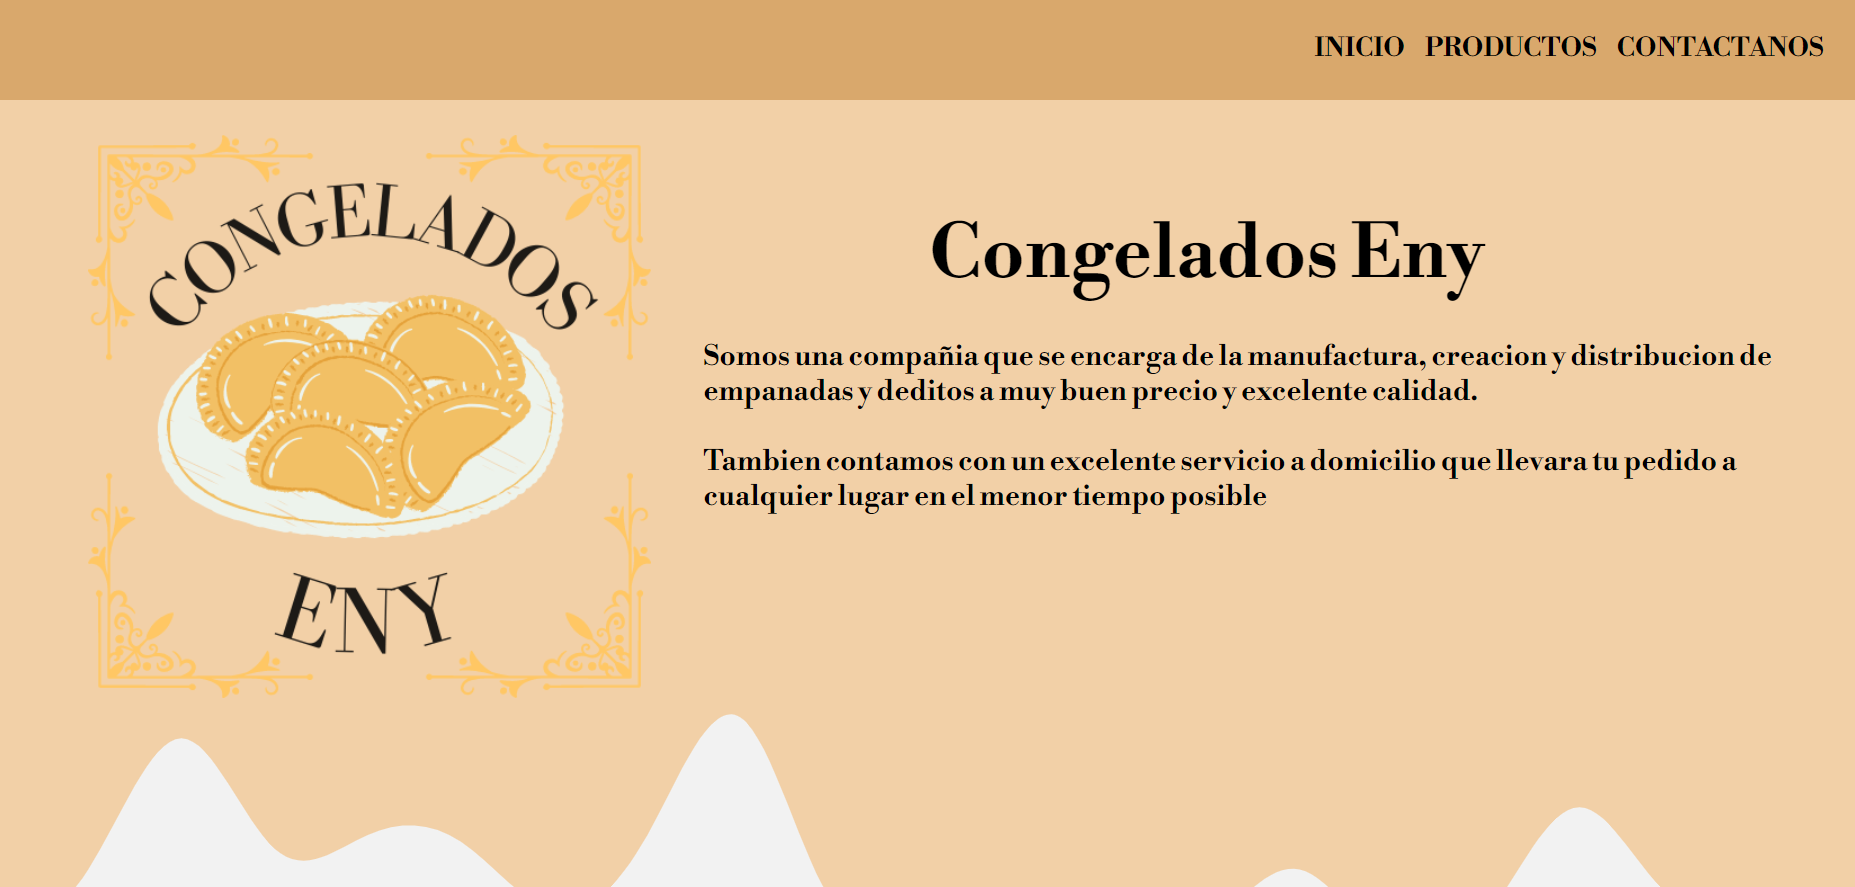 INICIO PRODUCTOS CONTACTANOS
CONGELADOS
ENY
Congelados Eny
Somos una compañia que se encarga de la manufactura, creacion y distribucion de
empanadas y deditos a muy buen precio y excelente calidad.
Tambien contamos con un excelente servicio a domicilio que llevara tu pedido a
cualquier lugar en el menor tiempo posible